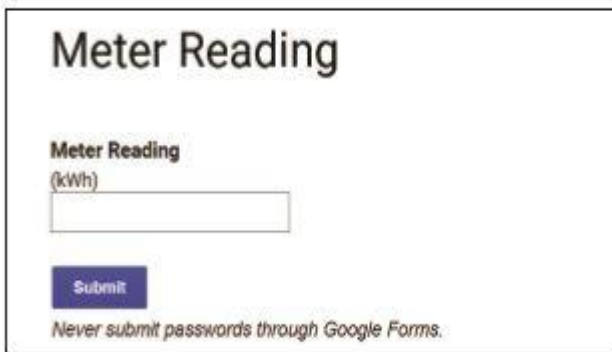 Meter Reading
Meter Reading
(kWh)
Submit
Never submit passwords through Google Forms.